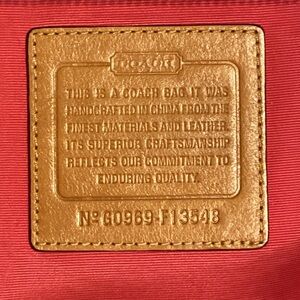 COACH
THIS IS A COACH BAG IT WAS
HANDCRAFTED IN CHINA FROM THE
FINEST MATERIALS AND LEATHER.
ITS SUPERIOR CRAFTSMANSHIP
REFLECTS OUR COMMITMENT TO
ENDURING QUALITY.
Nº G0969-F13548